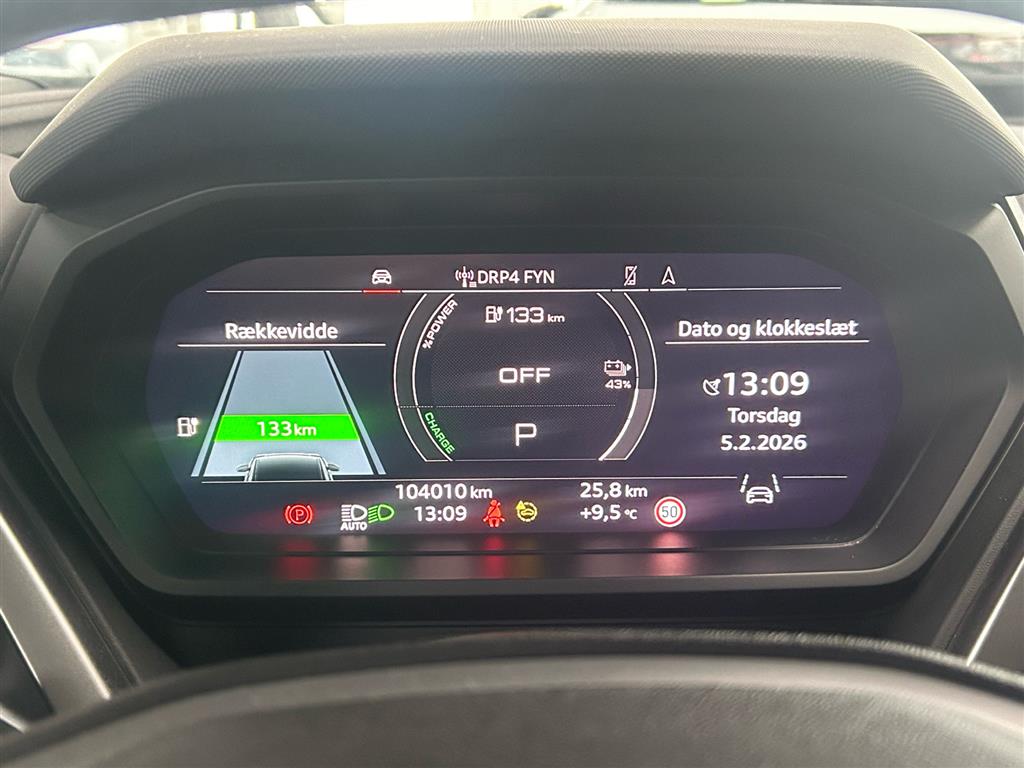 DRP4 FYN
Rækkevidde
133 km
% POWER
133 km
OFF
43%
CHARGE
P
Dato og klokkeslæt
13:09
Torsdag
5.2.2026
104010 km
25,8 km
P
AUTO
13:09
+9,5 °C
50